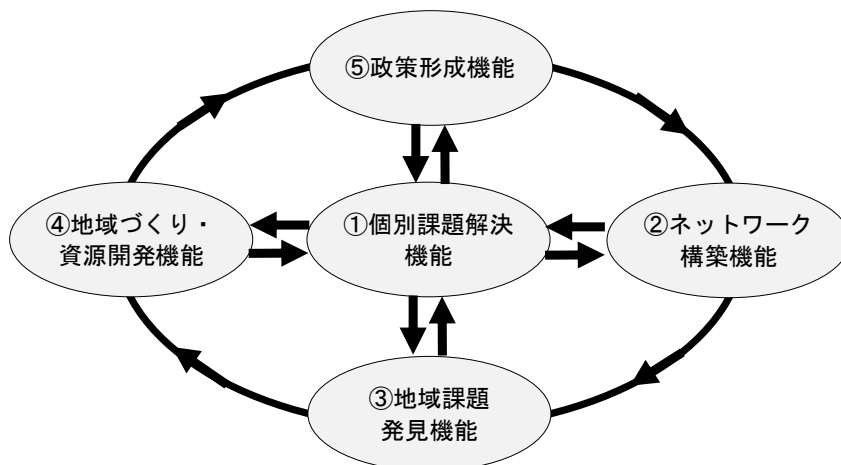 ⑤政策形成機能
④地域づくり・
資源開発機能
①個別課題解決
機能
②ネットワーク
構築機能
③地域課題
発見機能